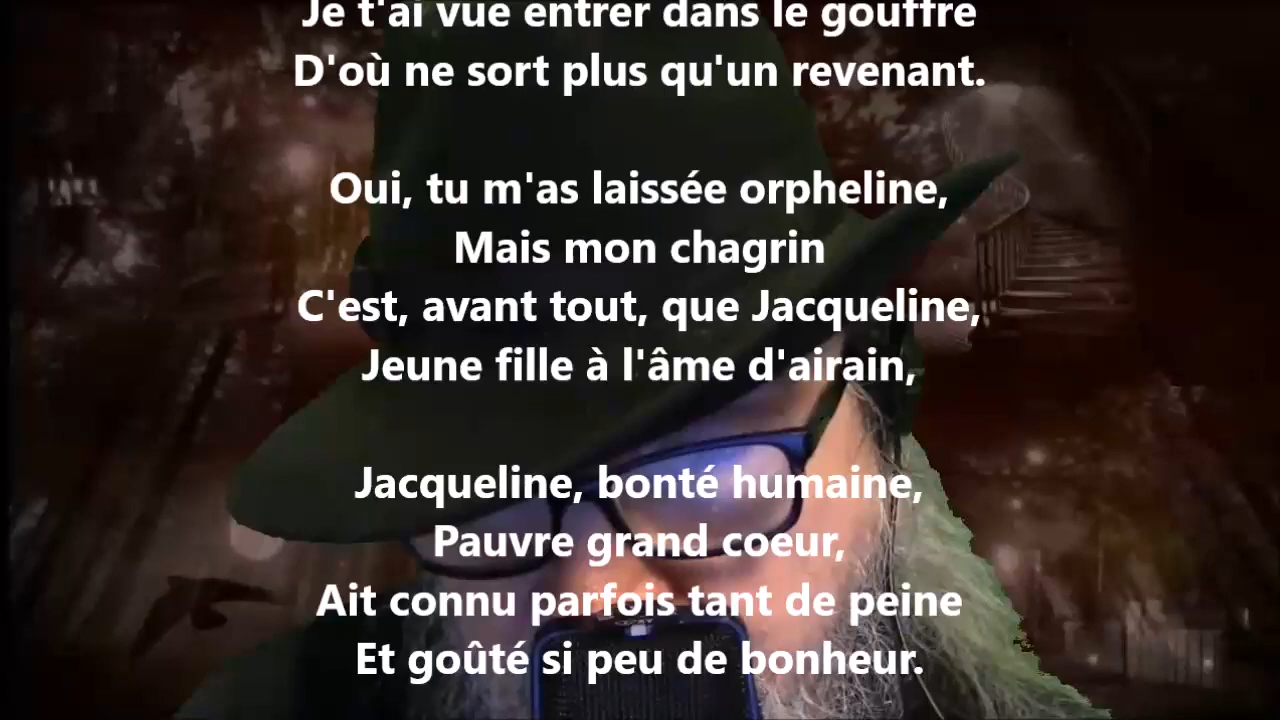 Je t'ai vue entrer dans le gouffre
D'où ne sort plus qu'un revenant.
Oui, tu m'as laissée orpheline,
Mais mon chagrin
C'est, avant tout, que Jacqueline,
Jeune fille à l'âme d'airain,
Jacqueline, bonté humaine,
Pauvre grand coeur,
Ait connu parfois tant de peine
Et goûté si peu de bonheur.